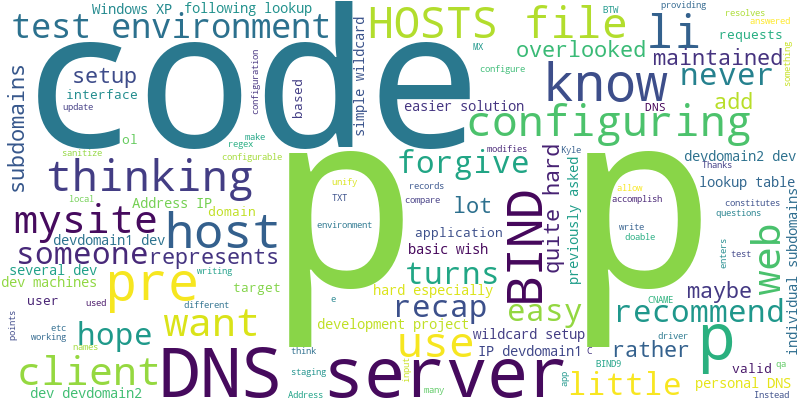 Windows XP
following lookup
test environment
HOSTS
file
BTW
providing
resolves
answered
something
li
requests
overlooked
maintained
MX
code
setup
interface
update
configuration
based
simple wildcard
subdomains
know
never
configure
easier solution
DNS
add
configuring
ol
regex
make
configurable
sanitize
thinking
local
Address IP
domain
mysite
host
devdomain1 dev
someone
represents
several dev
dev machines
pre
target
writing
user
used
different
points
etc
working
hope
names
want
client
dev devdomain2
DNS server
p
unify
TXT
environment
e
forgive
modifies
records
compare
lot
application
basic wish
turns
hard especially
recap
easy
development project
use
wildcard setup
IP devdomain1
think
staging
Address
input
many
BIND
quite hard
previously asked
Kyle
p
allow
accomplish
write
doable
devdomain2 dev
Thanks
lookup table
constitutes
questions
enters
test
web
individual subdomains
maybe
CNAME
recommend
rather
driver
p
c
BIND9
app
little
valid
qa
personal DNS
Instead